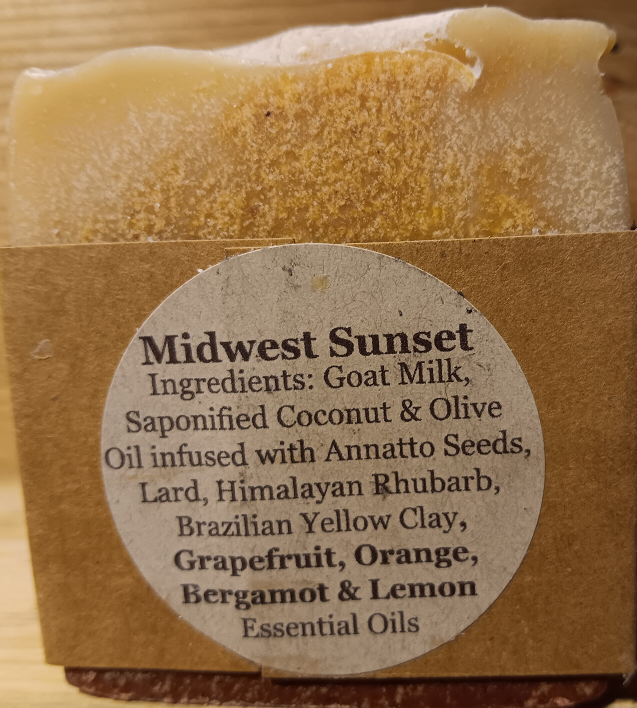 Midwest Sunset
Ingredients: Goat Milk,
Saponified Coconut & Olive
Oil infused with Annatto Seeds,
Lard, Himalayan Rhubarb,
Brazilian Yellow Clay,
Grapefruit, Orange,
Bergamot & Lemon
Essential Oils